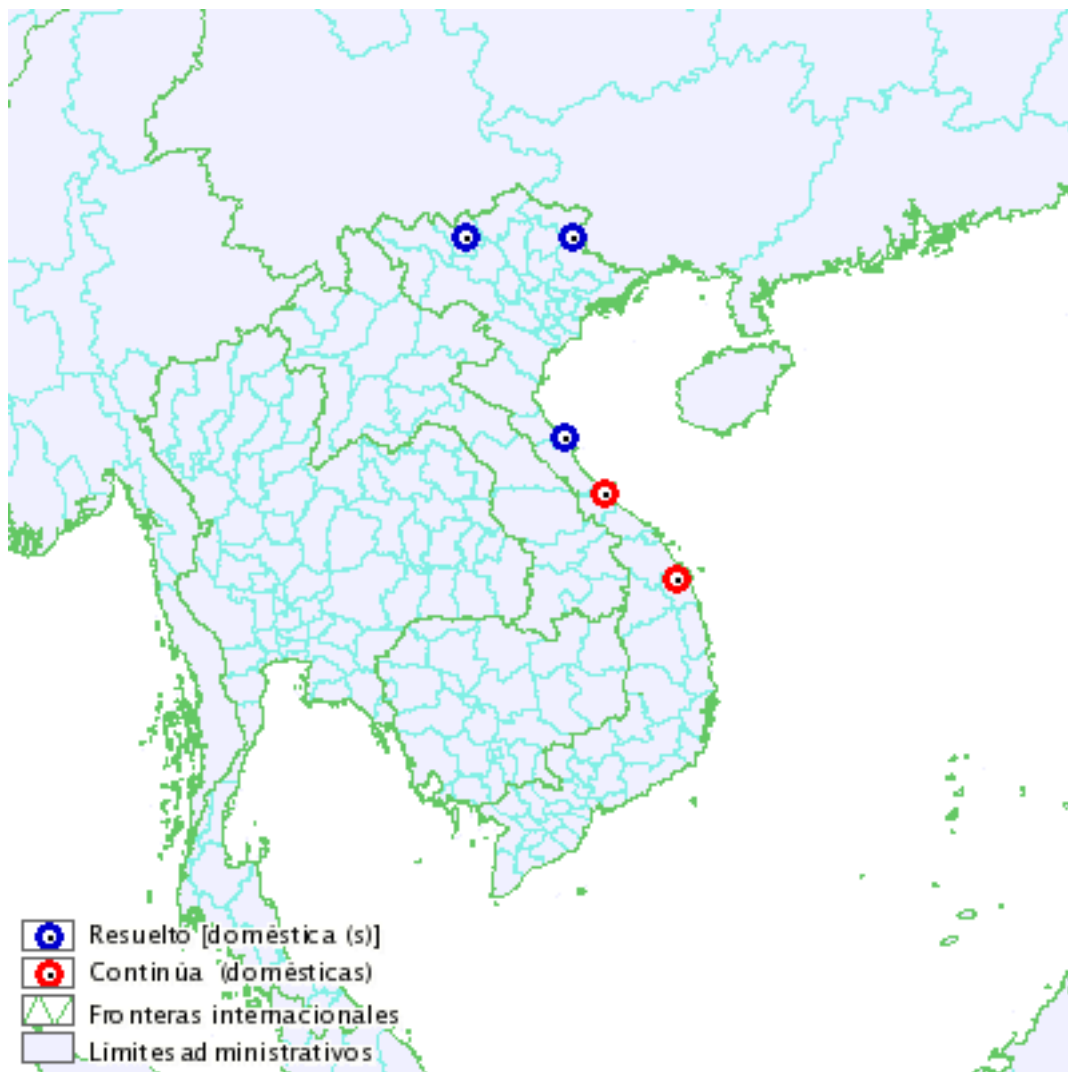 Resuelto [doméstica (s)]
Continúa (domésticas)
Fronteras internacionales
Límites administrativos